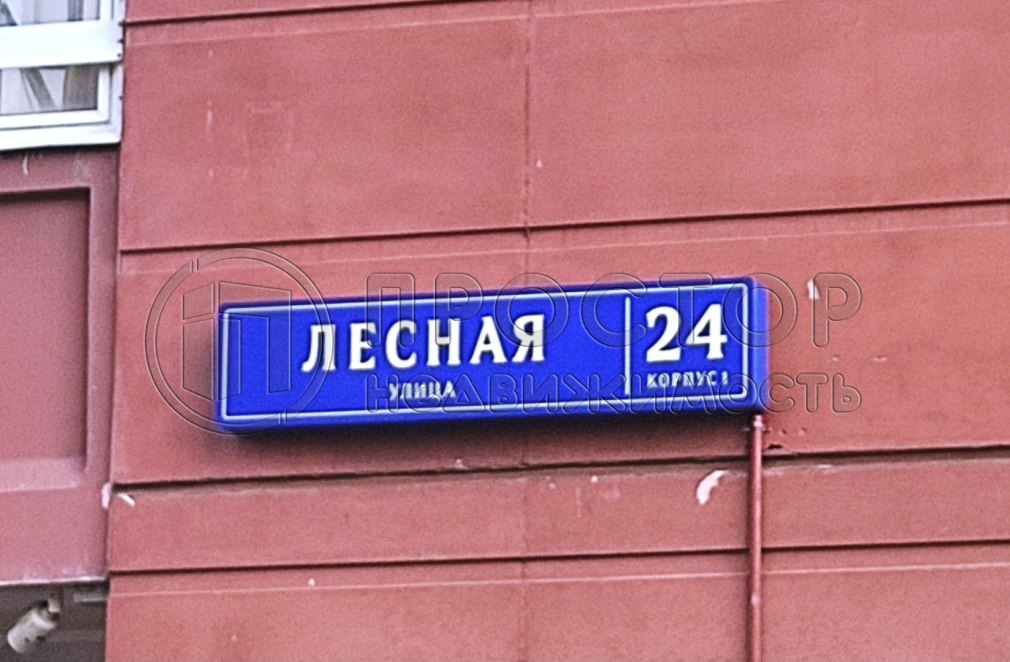 ЛЕСНАЯ
УЛИЦА
24
КОРПУС 1
ПРОСТОР
НЕДВИЖИМОСТЬ